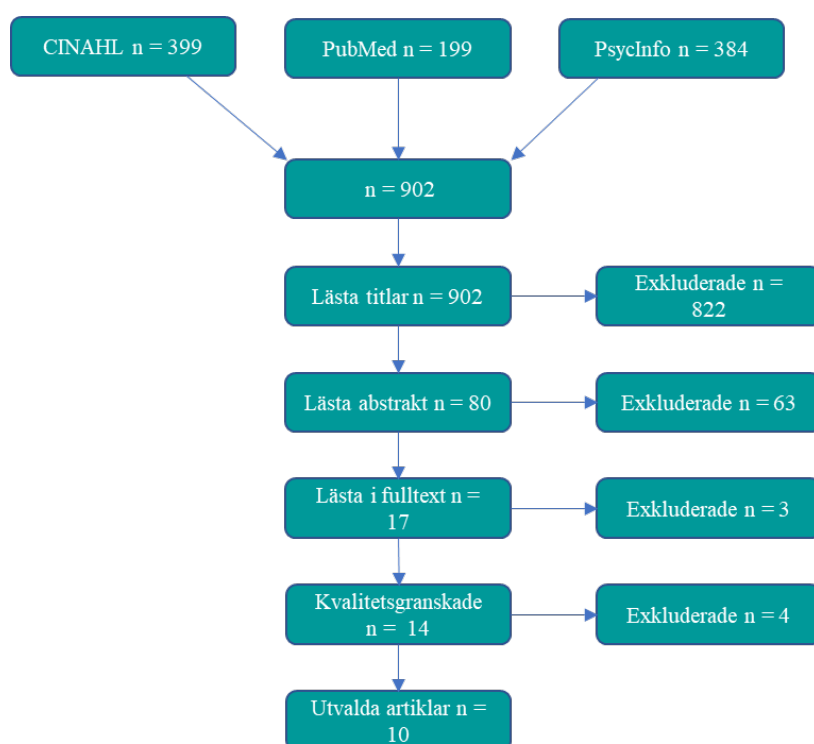 CINAHL n = 399
PubMed n = 199
PsycInfo n = 384
n = 902
Lästa titlar n = 902
Exkluderade n =
822
Lästa abstrakt n = 80
Exkluderade n = 63
Lästa i fulltext n =
17
Exkluderade n = 3
Kvalitetsgranskade
n = 14
Exkluderade n = 4
Utvalda artiklar n =
10